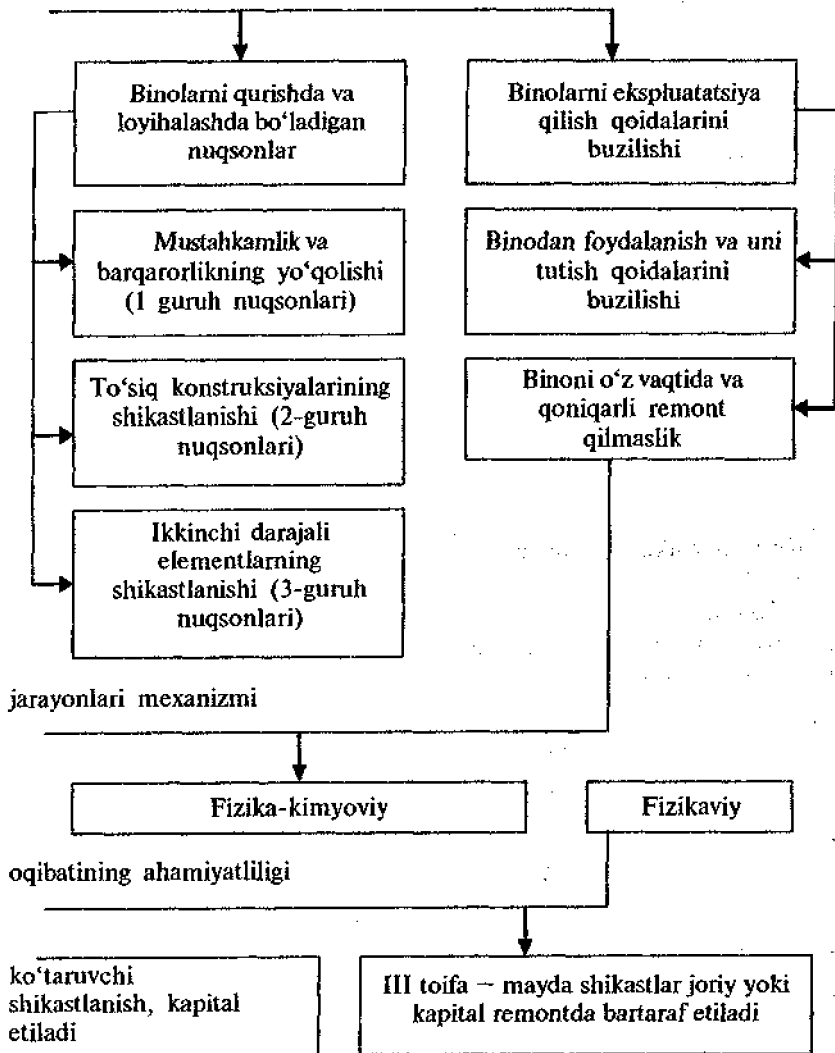 Binolarni qurishda va
loyihalashda bo‘ladigan
nuqsonlar
Binolarni ekspluatatsiya
qilish qoidalarini
buzilishi
Mustahkamlik va
barqarorlikning yo‘qolishi
(1 guruh nuqsonlari)
Binodan foydalanish va uni
tutish qoidalarini
buzilishi
To‘siq konstruksiyalarining
shikastlanishi (2-guruh
nuqsonlari)
Binoni o‘z vaqtida va
qoniqarli remont
qilmaslik
Ikkinchi darajali
elementlarning
shikastlanishi (3-guruh
nuqsonlari)
jarayonlari mexanizmi
Fizika-kimyoviy
Fizikaviy
oqibatining ahamiyatliligi
ko‘taruvchi
shikastlanish, kapital
etiladi
III toifa – mayda shikastlar joriy yoki
kapital remontda bartaraf etiladi